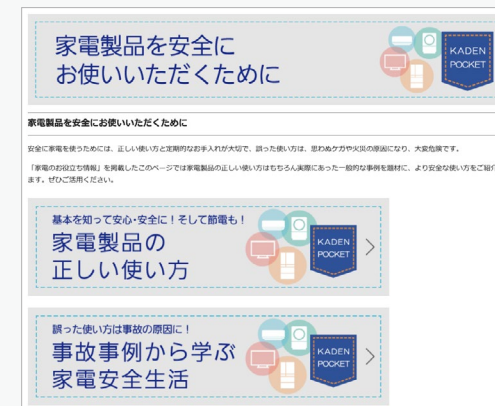 家電製品を安全に
お使いいただくために
KADEN
POCKET
家電製品を安全にお使いいただくために
安全に家電を使うためには、正しい使い方と定期的なお手入れが大切で、誤った使い方は、思わぬケガや火災の原因になり、大変危険です。
「家電のお役立ち情報」を掲載したこのページでは家電製品の正しい使い方はもちろん実際にあった一般的な事例を題材に、より安全な使い方をご紹介
ます。ぜひご活用ください。
基本を知って安心・安全に！そして節電も！
家電製品の
正しい使い方
KADEN
POCKET
誤った使い方は事故の原因に！
事故事例から学ぶ
家電安全生活
KADEN
POCKET